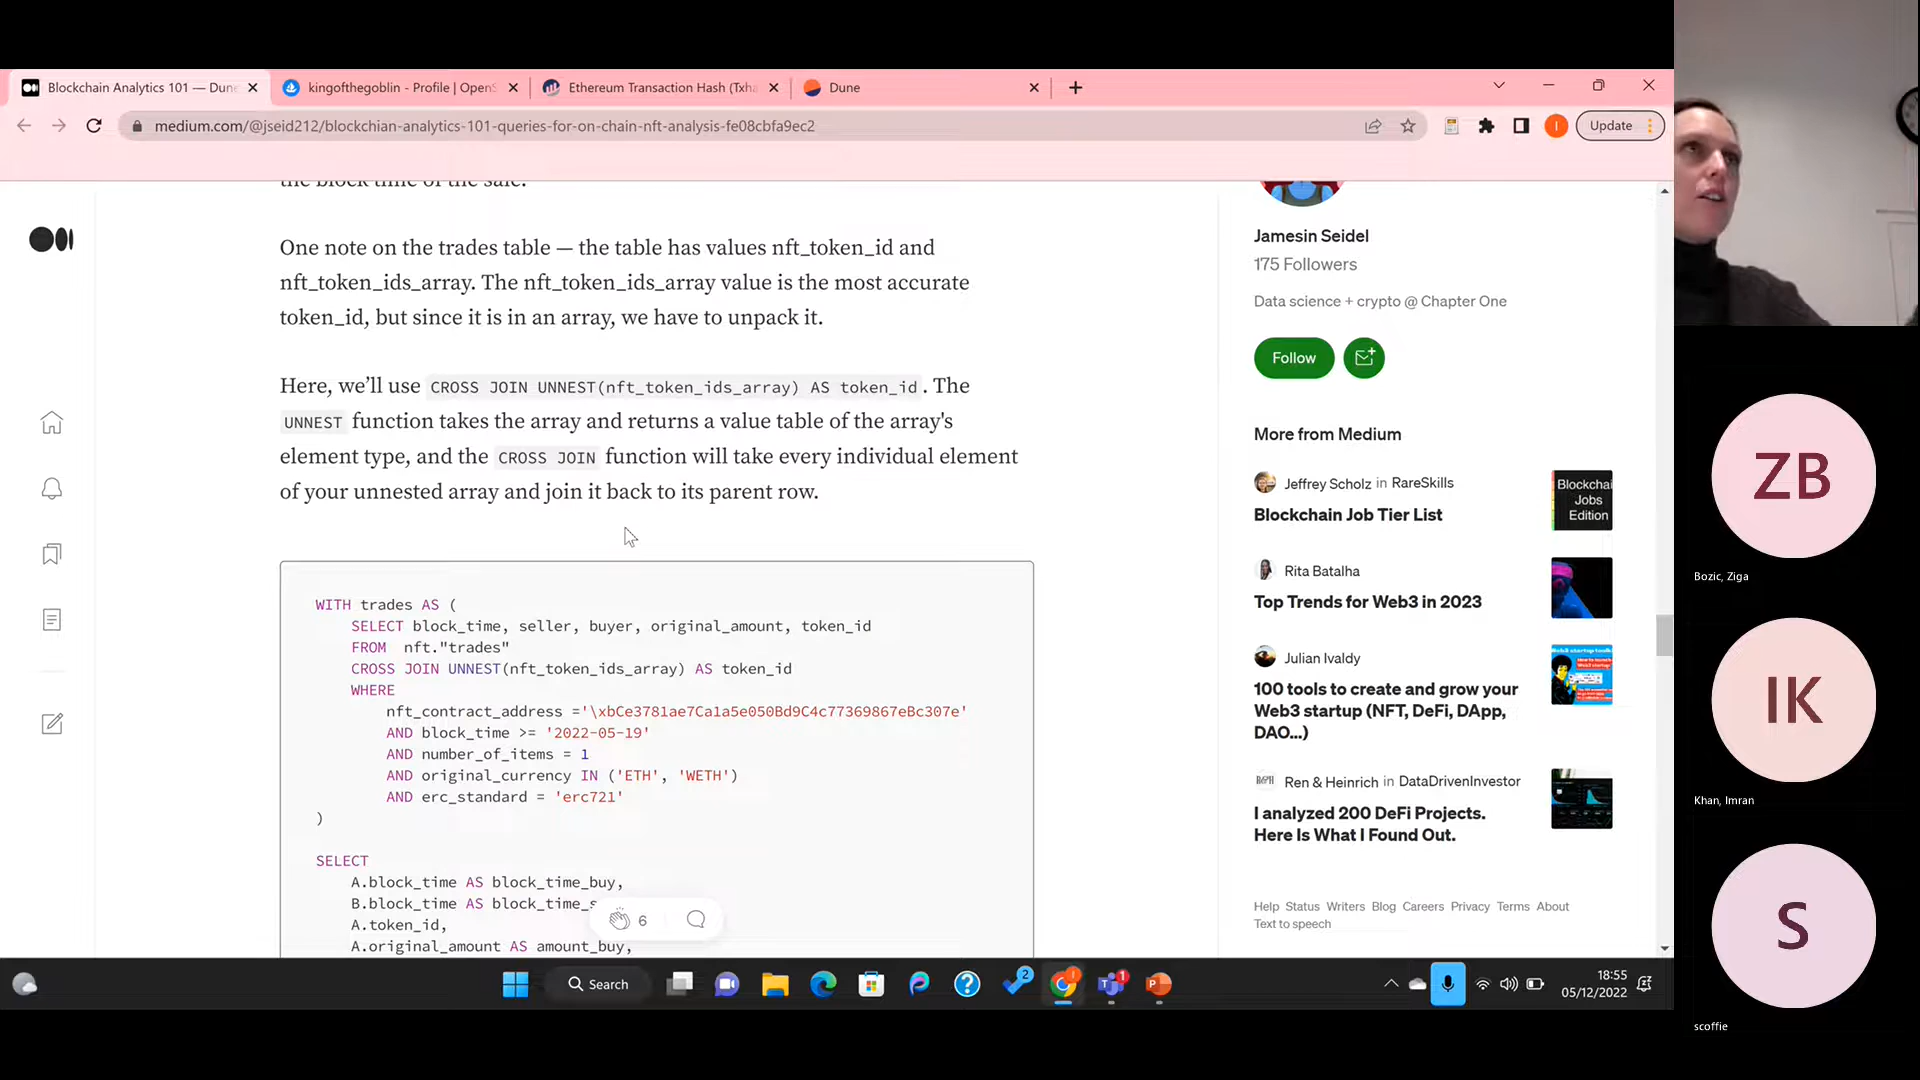 Blockchain Analytics 101 — Dun
kingofthegoblin - Profile | Open
Ethereum Transaction Hash (Txha
Dune
medium.com/@jseid212/blockchian-analytics-101-queries-for-on-chain-nft-analysis-fe08cbfa9ec2
I
Update
the block time of the sale.
One note on the trades table — the table has values nft_token_id and
nft_token_ids_array. The nft_token_ids_array value is the most accurate
token_id, but since it is in an array, we have to unpack it.
Here, we’ll use CROSS JOIN UNNEST(nft_token_ids_array) AS token_id. The
UNNEST function takes the array and returns a value table of the array's
element type, and the CROSS JOIN function will take every individual element
of your unnested array and join it back to its parent row.
WITH trades AS (
SELECT block_time, seller, buyer, original_amount, token_id
FROM nft."trades"
CROSS JOIN UNNEST(nft_token_ids_array) AS token_id
WHERE
nft_contract_address ='\xbCe3781ae7Ca1a5e050Bd9C4c77369867eBc307e'
AND block_time >= '2022-05-19'
AND number_of_items = 1
AND original_currency IN ('ETH', 'WETH')
AND erc_standard = 'erc721'
)
SELECT
A.block_time AS block_time_buy,
B.block_time AS block_time_s
A.token_id,
A.original_amount AS amount_buy,
6
Jamesin Seidel
175 Followers
Data science + crypto @ Chapter One
Follow
More from Medium
Jeffrey Scholz in RareSkills
Blockchain Job Tier List
Blockchai
Jobs
Edition
Rita Batalha
Top Trends for Web3 in 2023
Julian Ivaldy
100 tools to create and grow your
Web3 startup (NFT, DeFi, DApp,
DAO...)
Ren & Heinrich in DataDrivenInvestor
I analyzed 200 DeFi Projects.
Here Is What I Found Out.
Help Status Writers Blog Careers Privacy Terms About
Text to speech
Search
2
1
18:55
05/12/2022
ZB
Bozic, Ziga
IK
Khan, Imran
S
scoffie